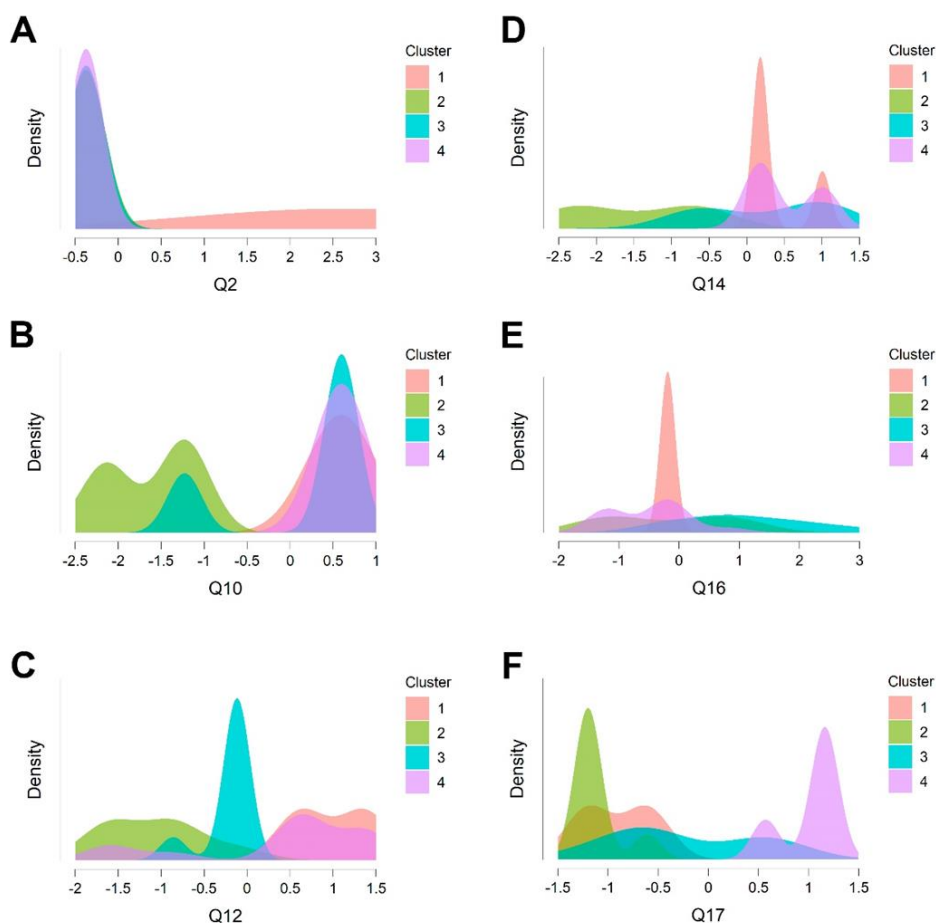 A
Density
-0.5 0 0.5 1 1.5 2 2.5 3
Q2
Cluster
1
2
3
4
B
Density
-2.5 -2 -1.5 -1 -0.5 0 0.5 1
Q10
Cluster
1
2
3
4
C
Density
-2 -1.5 -1 -0.5 0 0.5 1 1.5
Q12
Cluster
1
2
3
4
D
Density
-2.5 -2 -1.5 -1 -0.5 0 0.5 1 1.5
Q14
Cluster
1
2
3
4
E
Density
-2 -1 0 1 2 3
Q16
Cluster
1
2
3
4
F
Density
-1.5 -1 -0.5 0 0.5 1 1.5
Q17
Cluster
1
2
3
4